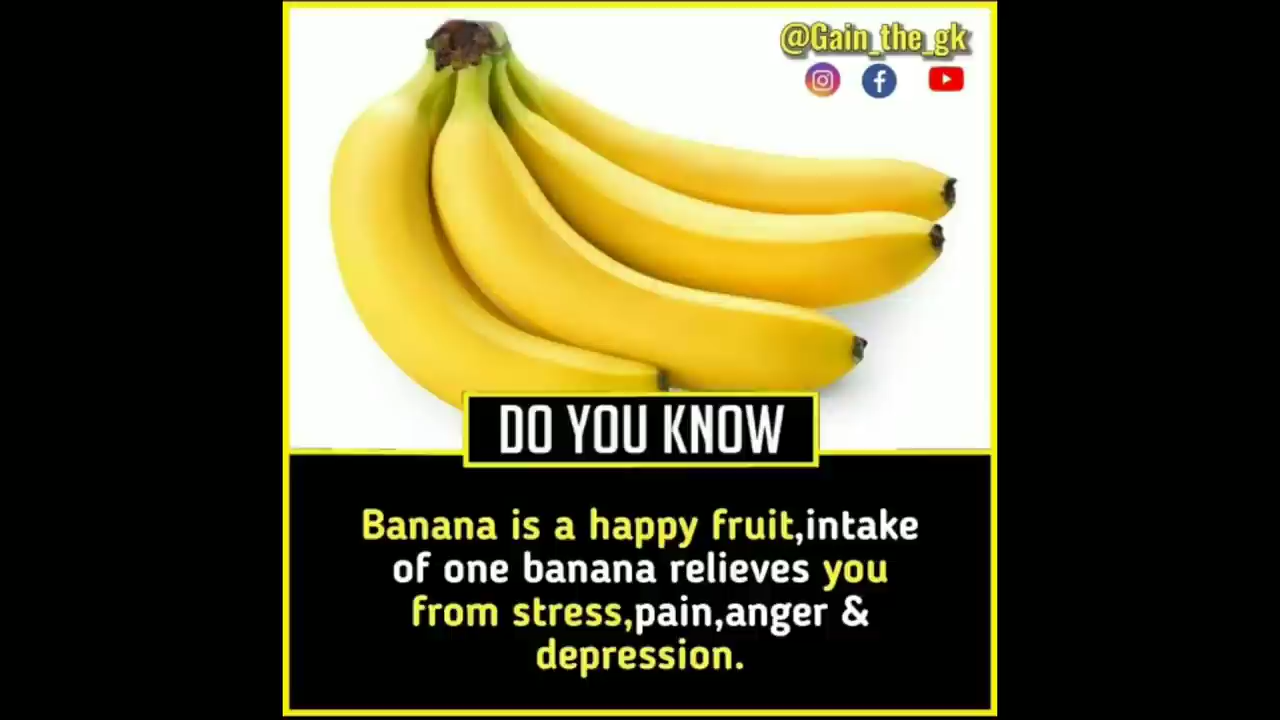 @Gain_the_gk
DO YOU KNOW
Banana is a happy fruit,intake
of one banana relieves you
from stress,pain,anger &
depression.